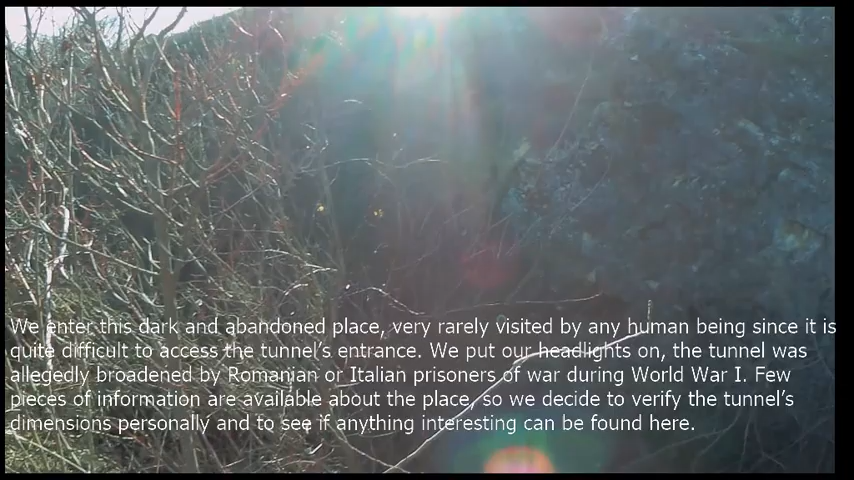 We enter this dark and abandoned place, very rarely visited by any human being since it is
quite difficult to access the tunnel's entrance. We put our headlights on, the tunnel was
allegedly broadened by Romanian or Italian prisoners of war during World War I. Few
pieces of information are available about the place, so we decide to verify the tunnel's
dimensions personally and to see if anything interesting can be found here.